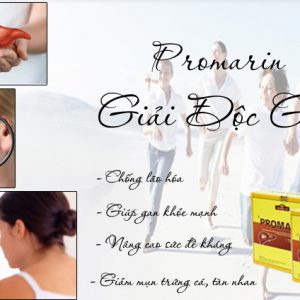 Promarin
Giải Độc G
- Chống lão hóa
- Giúp gan khỏe mạnh
- Nâng cao sức đề kháng
- Giảm mụn trứng cá, tàn nhan
PROMA